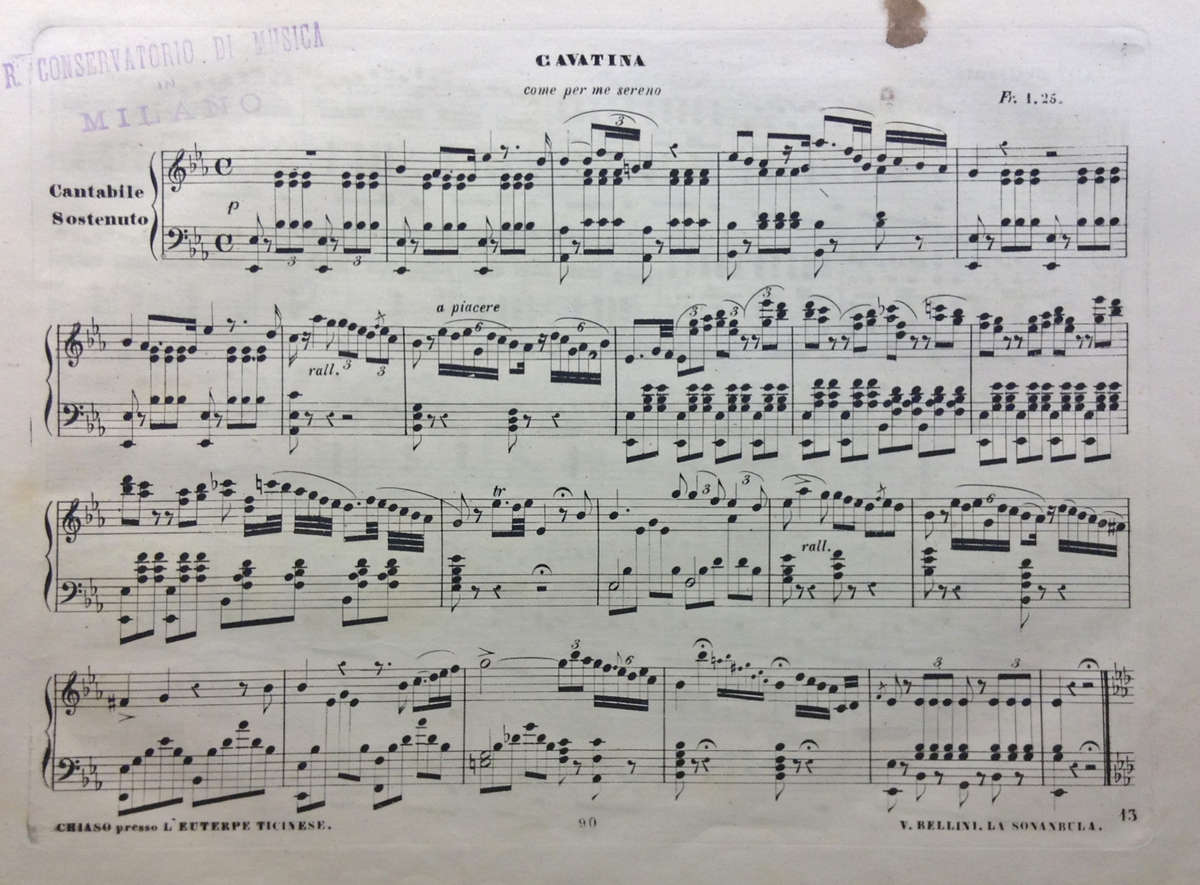 R. CONSERVATORIO DI MUSICA
IN
MILANO
CAVATINA
come per me sereno
Fr. 1. 25.
Cantabile
Sostenuto
p
3 3 3
a piacere
rall.
3 3 6 6 3 3 3
tr
3 3 6
rall.
3 6 3 3
CHIASO presso L'EUTERPE TICINESE.
90
V. BELLINI. LA SONANBULA.
13